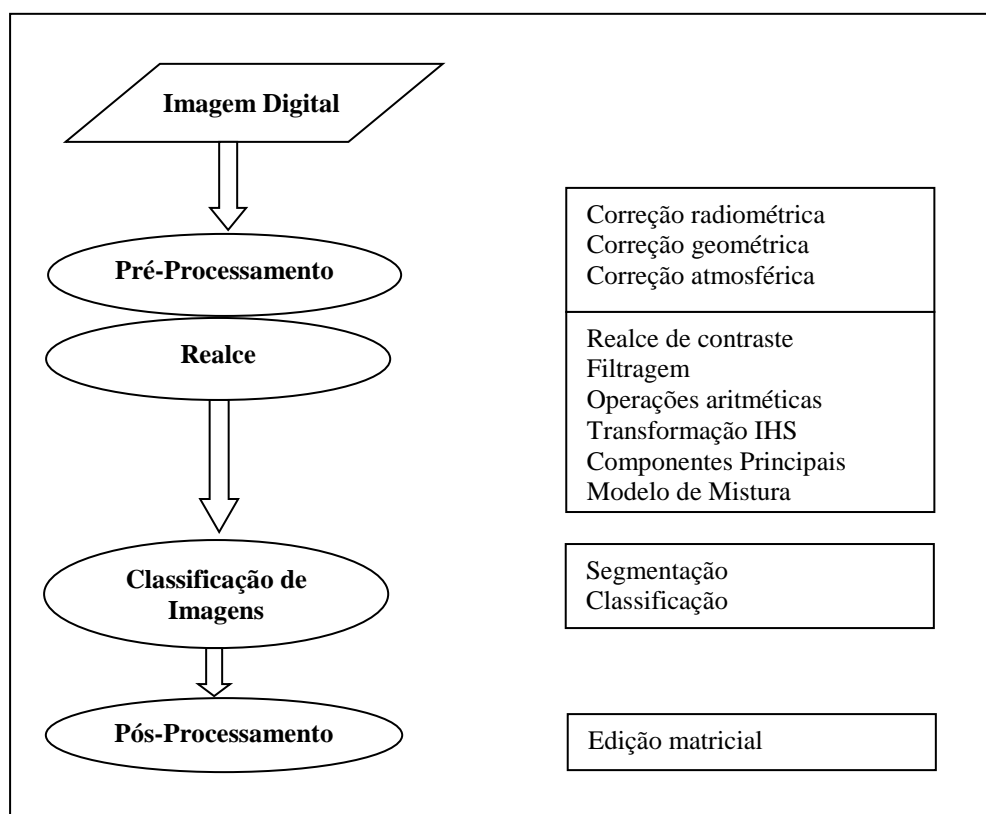 Imagem Digital
Pré-Processamento
Correção radiométrica
Correção geométrica
Correção atmosférica
Realce
Realce de contraste
Filtragem
Operações aritméticas
Transformação IHS
Componentes Principais
Modelo de Mistura
Classificação de
Imagens
Segmentação
Classificação
Pós-Processamento
Edição matricial